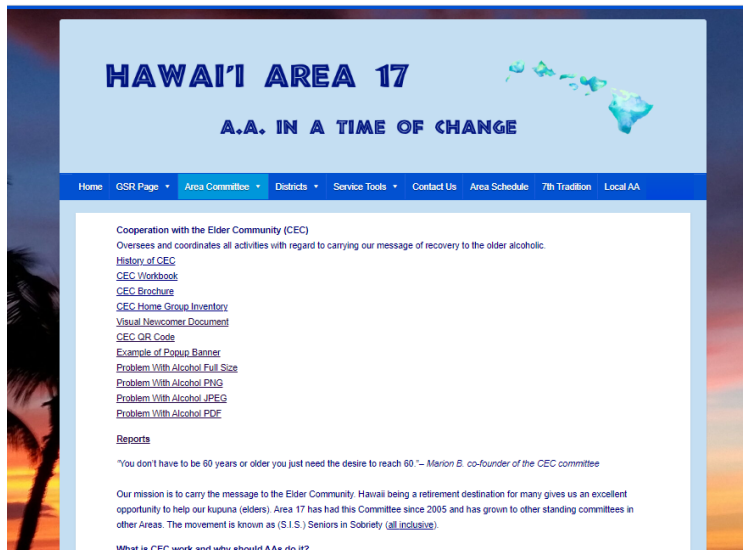 HAWAI'I AREA 17
A.A. IN A TIME OF CHANGE
Home GSR Page Area Committee Districts Service Tools Contact Us Area Schedule 7th Tradition Local AA
Cooperation with the Elder Community (CEC)
Oversees and coordinates all activities with regard to carrying our message of recovery to the older alcoholic.
History of CEC
CEC Workbook
CEC Brochure
CEC Home Group Inventory
Visual Newcomer Document
CEC QR Code
Example of Popup Banner
Problem With Alcohol Full Size
Problem With Alcohol PNG
Problem With Alcohol JPEG
Problem With Alcohol PDF
Reports
"You don't have to be 60 years or older you just need the desire to reach 60."– Marion B. co-founder of the CEC committee
Our mission is to carry the message to the Elder Community. Hawaii being a retirement destination for many gives us an excellent
opportunity to help our kupuna (elders). Area 17 has had this Committee since 2005 and has grown to other standing committees in
other Areas. The movement is known as (S.I.S.) Seniors in Sobriety (all inclusive).
What is CEC work and why should AAs do it?